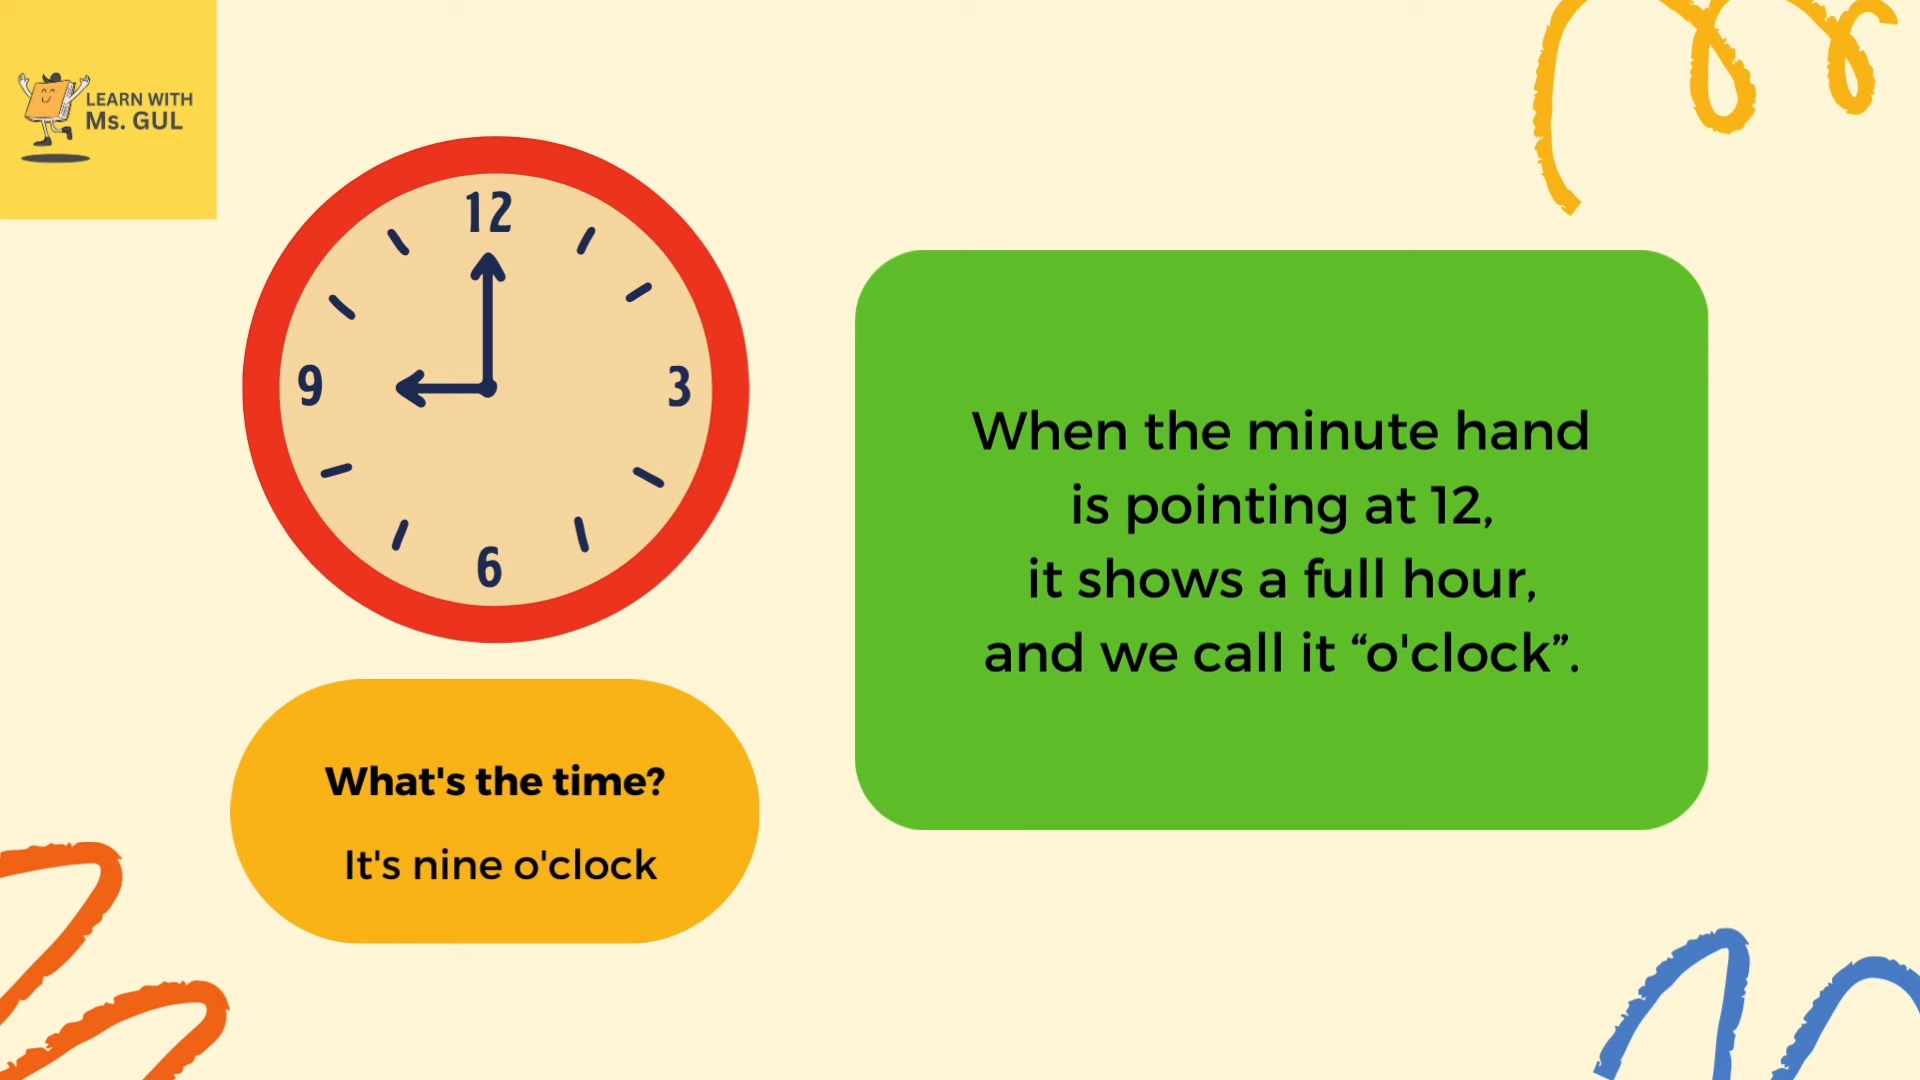 LEARN WITH
Ms. GUL
12
9
3
6
When the minute hand
is pointing at 12,
it shows a full hour,
and we call it “o'clock”.
What's the time?
It's nine o'clock